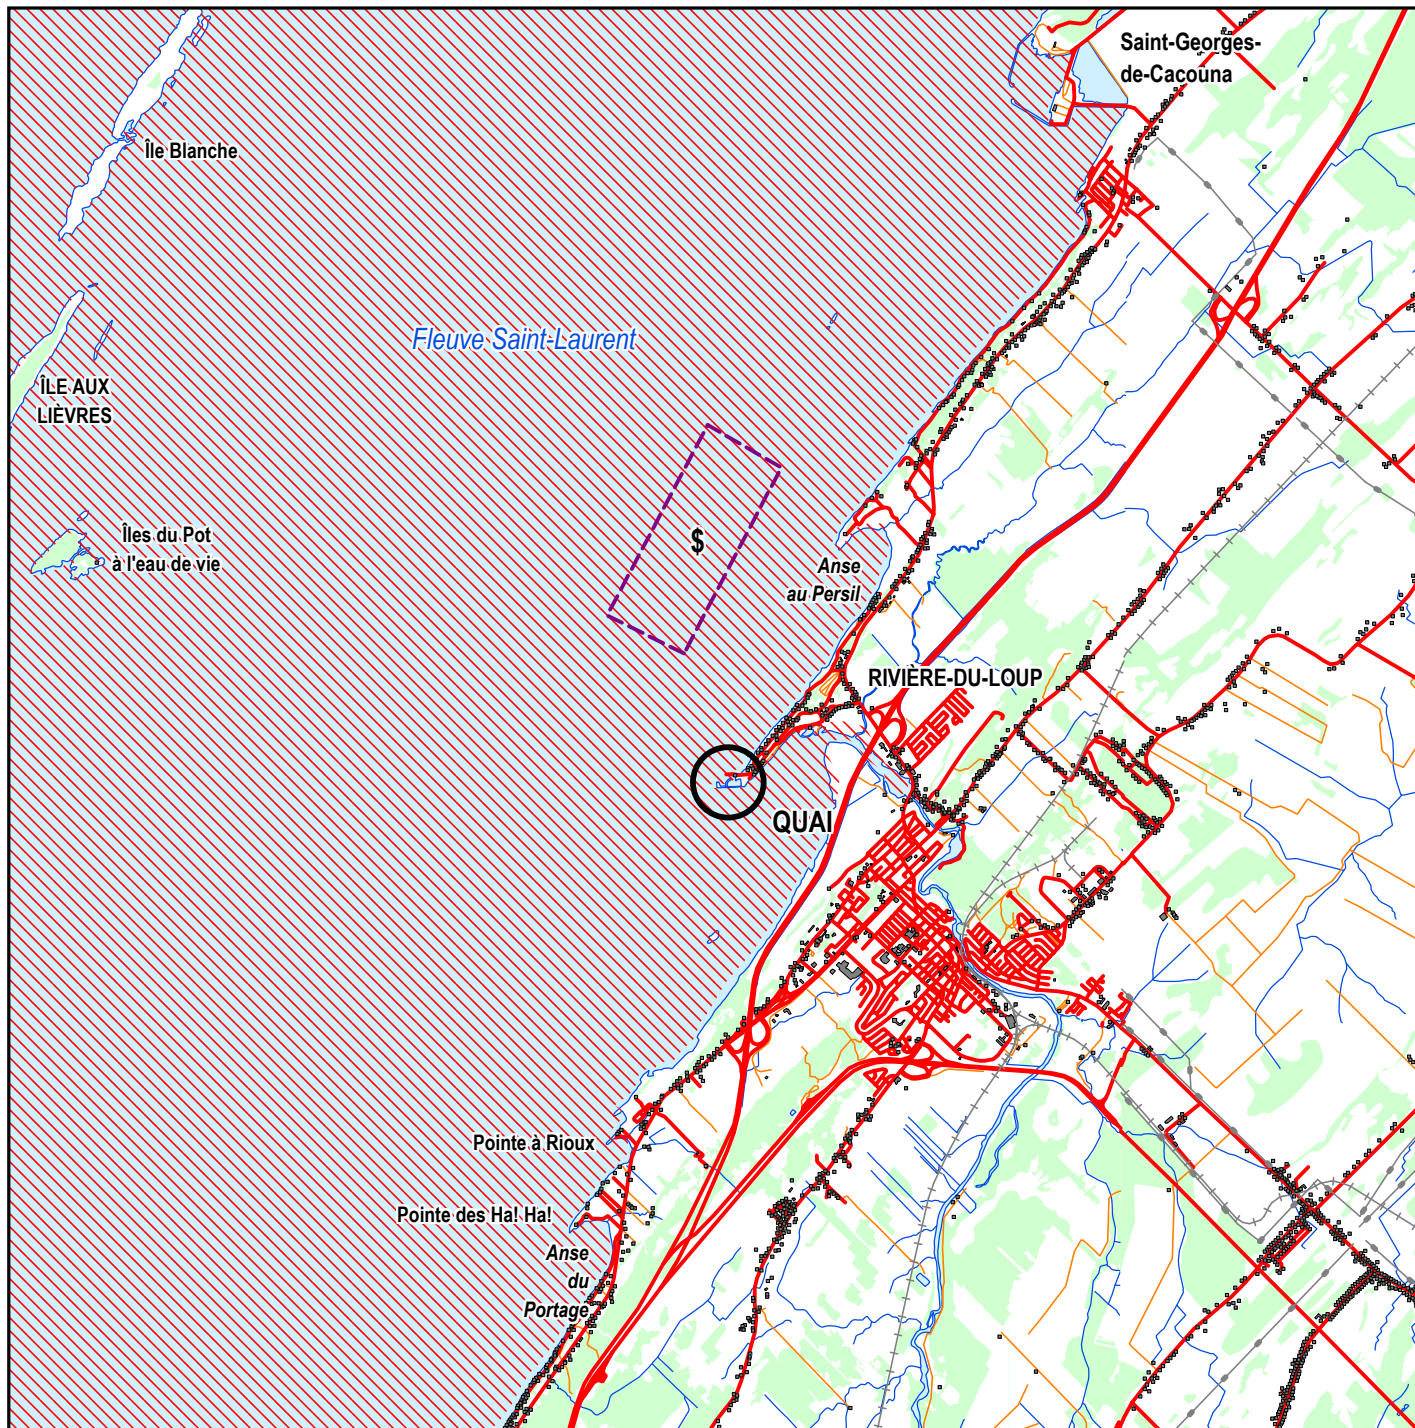 Saint-Georges-
de-Cacouna
Île Blanche
Fleuve Saint-Laurent
ÎLE AUX
LIÈVRES
Îles du Pot
à l'eau de vie
$
Anse
au Persil
RIVIÈRE-DU-LOUP
QUAI
Pointe à Rioux
Pointe des Ha! Ha!
Anse
du
Portage